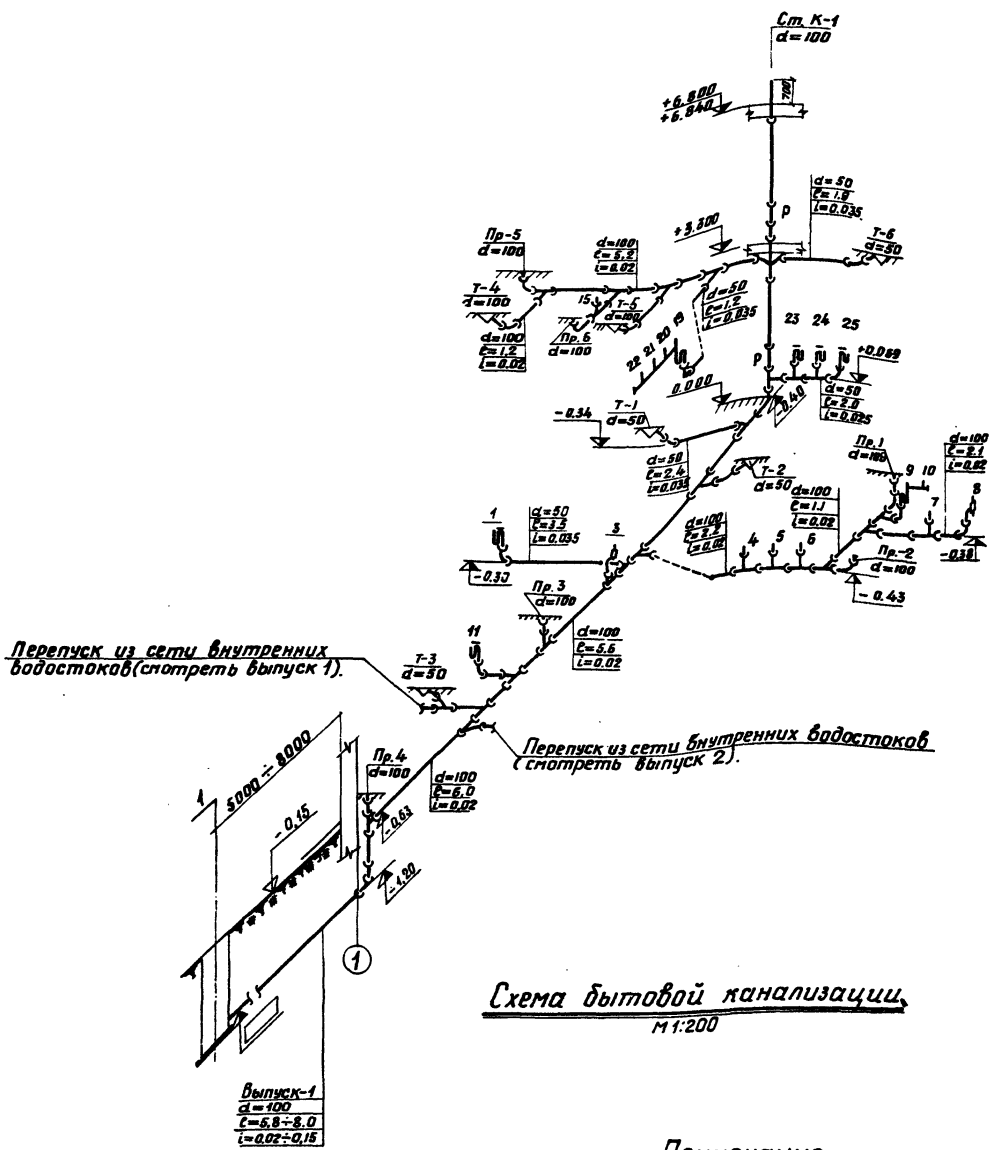 Ст. К-1
d=100
700
+6.800
+6.840
d=50
ℓ=1.9
i=0.035
Р
+3.300
Т-6
d=50
Пр-5
d=100
d=100
ℓ=5,2
i=0.02
Т-4
d=100
15
Т-5
d=100
d=50
ℓ=1,2
i=0.035
Пр.6
d=100
d=100
ℓ=1,2
i=0.02
22 21 20 19
23 24 25
Р
+0.069
0.000
d=50
ℓ=2.0
i=0.025
-0.40
Т-1
d=50
-0.34
d=50
ℓ=2.4
i=0.035
Т-2
d=50
Пр.1
9 10
d=100
ℓ=2.1
i=0.02
7
8
d=100
ℓ=1.1
i=0.02
d=100
ℓ=2.2
i=0.02
1
d=50
ℓ=3.5
i=0.035
3
4 5 6
Пр-2
d=100
-0.38
-0.30
-0.43
Пр.3
d=100
d=100
ℓ=5.6
i=0.02
11
Перепуск из сети внутренних
водостоков(смотреть выпуск 1).
Т-3
d=50
Перепуск из сети внутренних водостоков
(смотреть выпуск 2).
5000÷8000
1
Пр.4
d=100
d=100
ℓ=6,0
i=0,02
-0,15
-0,63
-1,20
1
Схема бытовой канализации
М 1:200
Выпуск-1
d=100
ℓ=5,8÷8.0
i=0.02÷0,15